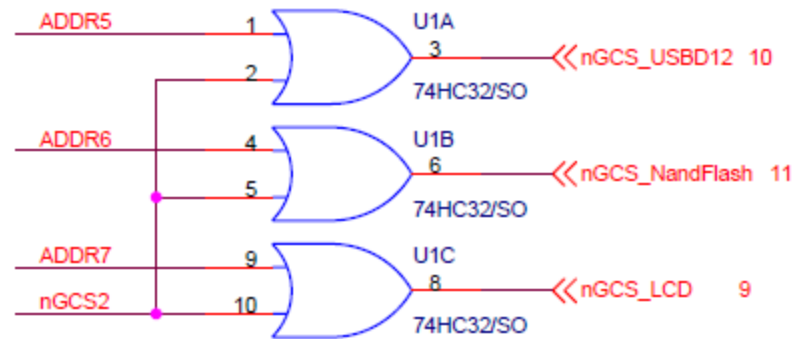 ADDR5 1 U1A
3 nGCS_USBD12 10
2 74HC32/SO
ADDR6 4 U1B
6 nGCS_NandFlash 11
5 74HC32/SO
ADDR7 9 U1C
8 nGCS_LCD 9
nGCS2 10 74HC32/SO